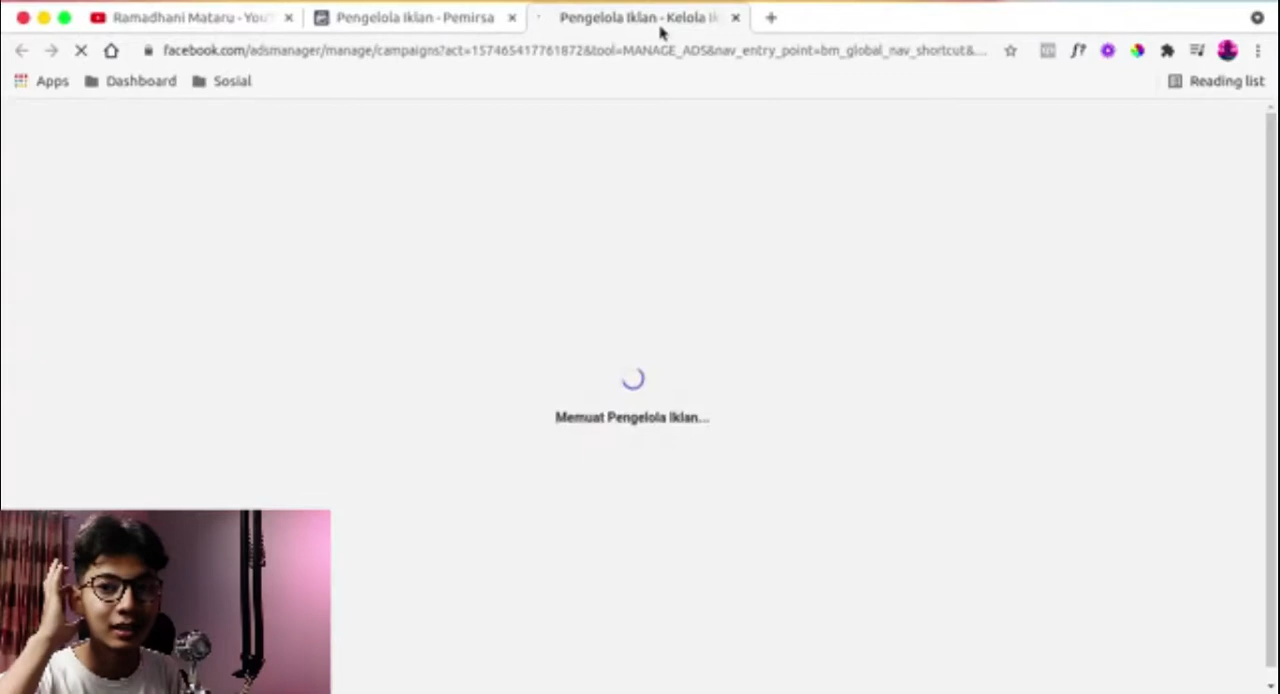 Ramadhani Mataru - You
Pengelola Iklan - Pemirsa
Pengelola Iklan - Kelola
facebook.com/adsmanager/manage/campaigns?act=157465417761872&tool=MANAGE_ADS&nav_entry_point=bm_global_nav_shortcut&...
f?
Apps
Dashboard
Sosial
Reading list
Memuat Pengelola Iklan...